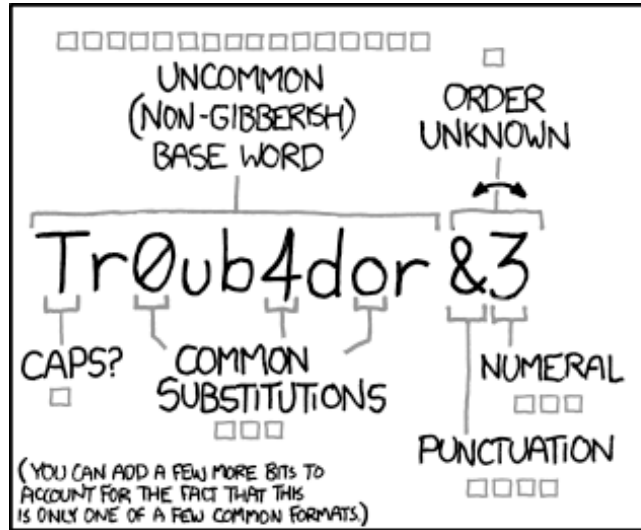 UNCOMMON
(NON-GIBBERISH)
BASE WORD
ORDER
UNKNOWN
Tr0ub4dor &3
CAPS?
COMMON
SUBSTITUTIONS
NUMERAL
PUNCTUATION
(YOU CAN ADD A FEW MORE BITS TO
ACCOUNT FOR THE FACT THAT THIS
IS ONLY ONE OF A FEW COMMON FORMATS.)